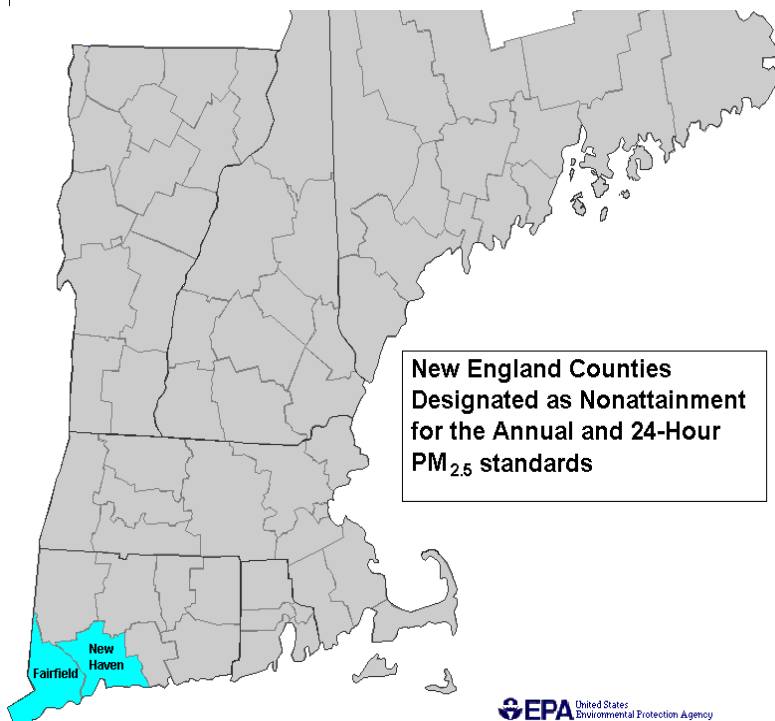 New England Counties
Designated as Nonattainment
for the Annual and 24-Hour
PM2.5 standards
New
Haven
Fairfield
EPA United States
Environmental Protection Agency